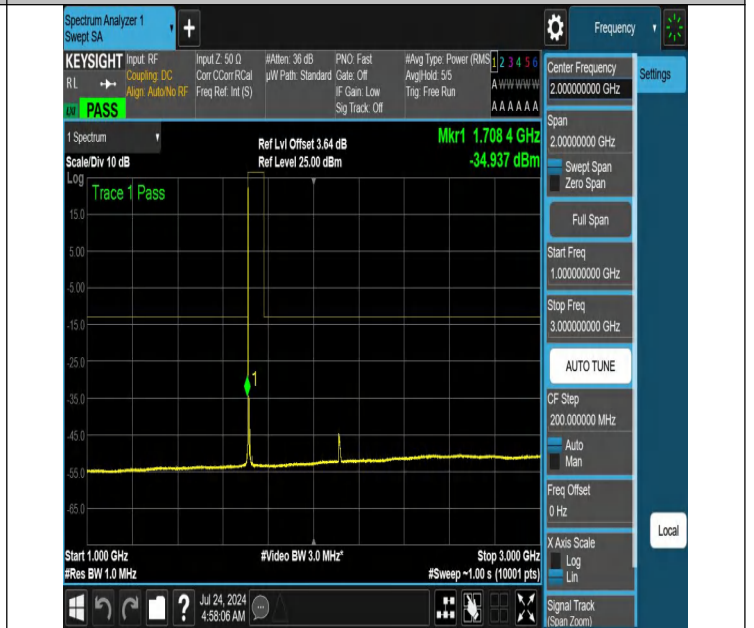 Spectrum Analyzer 1
Swept SA
+
Frequency
KEYSIGHT
RL
PASS
Input: RF
Coupling: DC
Align: Auto/No RF
Input Z: 50 Ω
Corr CCorr RCal
Freq Ref: Int (S)
#Atten: 36 dB
µW Path: Standard
PNO: Fast
Gate: Off
IF Gain: Low
Sig Track: Off
#Avg Type: Power (RMS
Avg|Hold: 5/5
Trig: Free Run
1 2 3 4 5 6
A W W W W W
A A A A A A
1 Spectrum
Scale/Div 10 dB
Log
Ref Lvl Offset 3.64 dB
Ref Level 25.00 dBm
Mkr1 1.708 4 GHz
-34.937 dBm
Trace 1 Pass
15.0
5.00
-5.00
-15.0
-25.0
-35.0
-45.0
-55.0
-65.0
1
Start 1.000 GHz
#Res BW 1.0 MHz
#Video BW 3.0 MHz*
Stop 3.000 GHz
#Sweep ~1.00 s (10001 pts)
?
Jul 24, 2024
4:58:06 AM
Center Frequency
2.000000000 GHz
Span
2.00000000 GHz
Swept Span
Zero Span
Full Span
Start Freq
1.000000000 GHz
Stop Freq
3.000000000 GHz
AUTO TUNE
CF Step
200.000000 MHz
Auto
Man
Freq Offset
0 Hz
X Axis Scale
Log
Lin
Signal Track
(Span Zoom)
Settings
Local